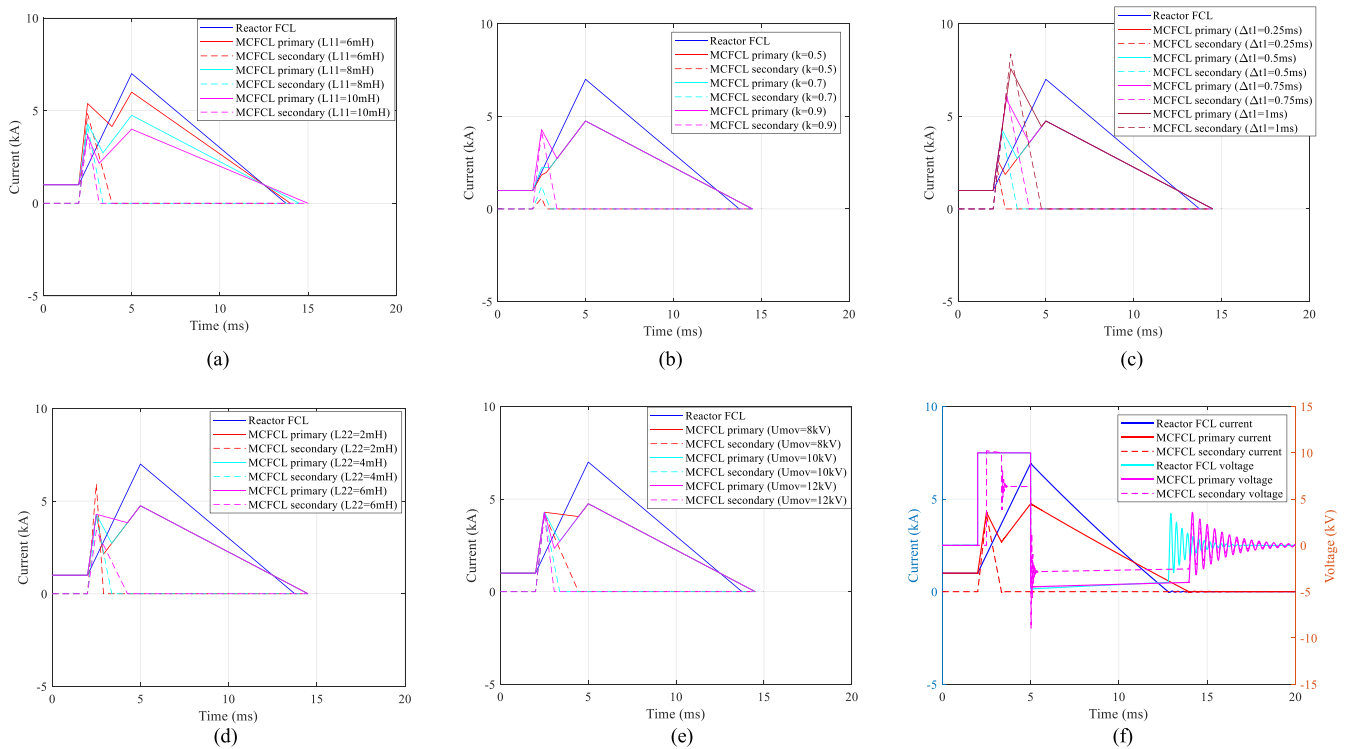 10
5
0
-5
Current (kA)
0
5
10
15
20
Time (ms)
Reactor FCL
MCFCL primary (L11=6mH)
MCFCL secondary (L11=6mH)
MCFCL primary (L11=8mH)
MCFCL secondary (L11=8mH)
MCFCL primary (L11=10mH)
MCFCL secondary (L11=10mH)
(a)
10
5
0
-5
Current (kA)
0
5
10
15
20
Time (ms)
Reactor FCL
MCFCL primary (k=0.5)
MCFCL secondary (k=0.5)
MCFCL primary (k=0.7)
MCFCL secondary (k=0.7)
MCFCL primary (k=0.9)
MCFCL secondary (k=0.9)
(b)
10
5
0
-5
Current (kA)
0
5
10
15
20
Time (ms)
Reactor FCL
MCFCL primary (Δt1=0.25ms)
MCFCL secondary (Δt1=0.25ms)
MCFCL primary (Δt1=0.5ms)
MCFCL secondary (Δt1=0.5ms)
MCFCL primary (Δt1=0.75ms)
MCFCL secondary (Δt1=0.75ms)
MCFCL primary (Δt1=1ms)
MCFCL secondary (Δt1=1ms)
(c)
10
5
0
-5
Current (kA)
0
5
10
15
20
Time (ms)
Reactor FCL
MCFCL primary (L22=2mH)
MCFCL secondary (L22=2mH)
MCFCL primary (L22=4mH)
MCFCL secondary (L22=4mH)
MCFCL primary (L22=6mH)
MCFCL secondary (L22=6mH)
(d)
10
5
0
-5
Current (kA)
0
5
10
15
20
Time (ms)
Reactor FCL
MCFCL primary (Umov=8kV)
MCFCL secondary (Umov=8kV)
MCFCL primary (Umov=10kV)
MCFCL secondary (Umov=10kV)
MCFCL primary (Umov=12kV)
MCFCL secondary (Umov=12kV)
(e)
10
5
0
-5
Current (kA)
0
5
10
15
20
Time (ms)
15
10
5
0
-5
-10
-15
Voltage (kV)
Reactor FCL current
MCFCL primary current
MCFCL secondary current
Reactor FCL voltage
MCFCL primary voltage
MCFCL secondary voltage
(f)